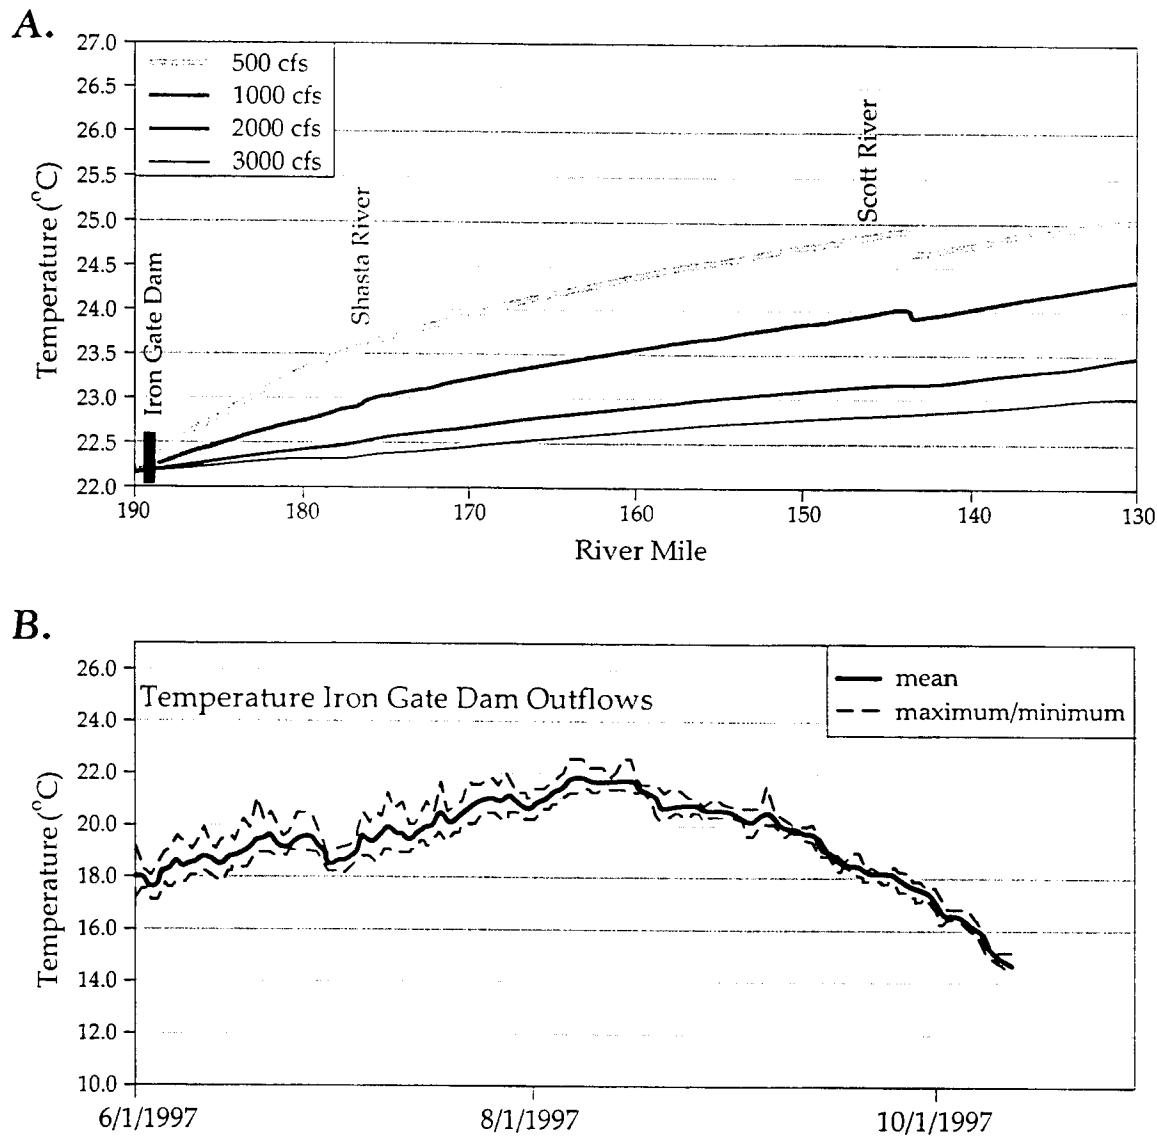 A.
27.0
26.5
26.0
25.5
25.0
24.5
24.0
23.5
23.0
22.5
22.0
Temperature (°C)
500 cfs
1000 cfs
2000 cfs
3000 cfs
Iron Gate Dam
Shasta River
Scott River
190
180
170
160
150
140
130
River Mile
B.
26.0
24.0
22.0
20.0
18.0
16.0
14.0
12.0
10.0
Temperature (°C)
Temperature Iron Gate Dam Outflows
mean
maximum/minimum
6/1/1997
8/1/1997
10/1/1997